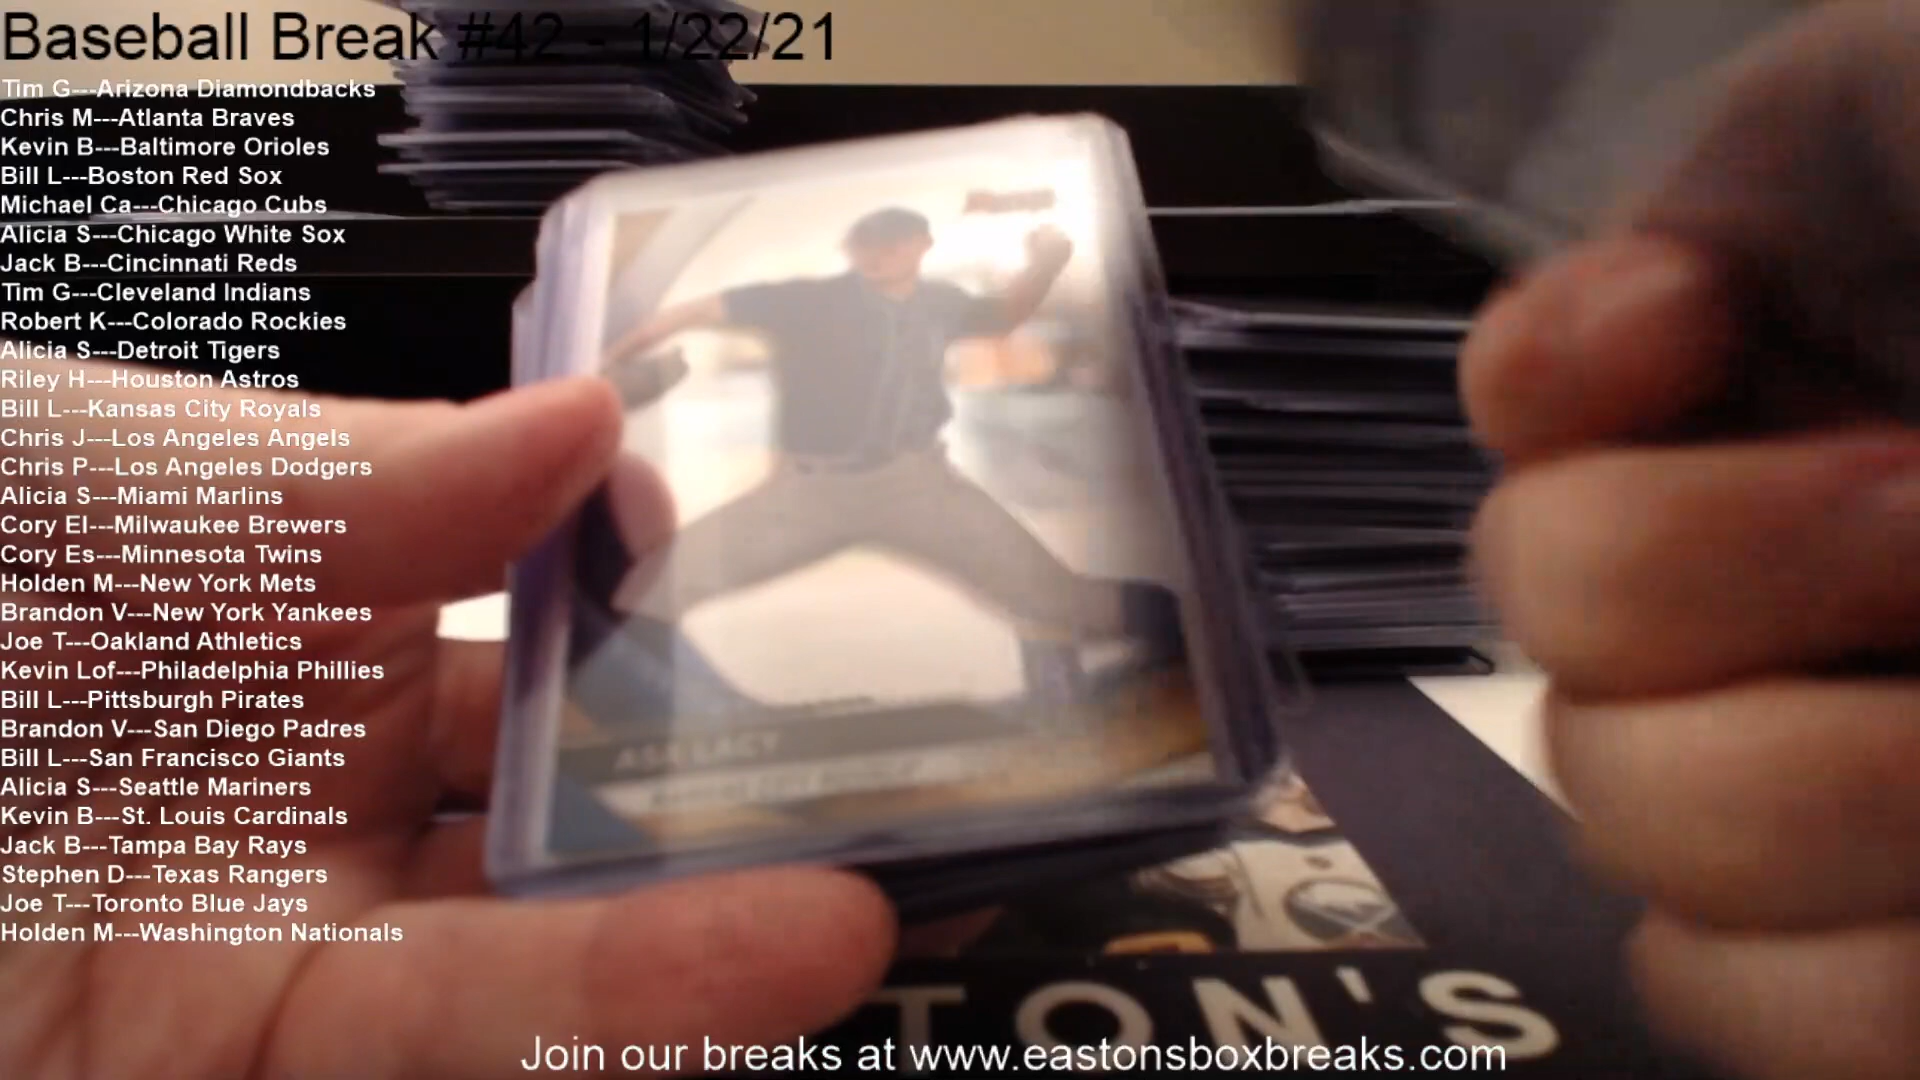 Baseball Break #42 - 1/22/21
Tim G---Arizona Diamondbacks
Chris M---Atlanta Braves
Kevin B---Baltimore Orioles
Bill L---Boston Red Sox
Michael Ca---Chicago Cubs
Alicia S---Chicago White Sox
Jack B---Cincinnati Reds
Tim G---Cleveland Indians
Robert K---Colorado Rockies
Alicia S---Detroit Tigers
Riley H---Houston Astros
Bill L---Kansas City Royals
Chris J---Los Angeles Angels
Chris P---Los Angeles Dodgers
Alicia S---Miami Marlins
Cory El---Milwaukee Brewers
Cory Es---Minnesota Twins
Holden M---New York Mets
Brandon V---New York Yankees
Joe T---Oakland Athletics
Kevin Lof---Philadelphia Phillies
Bill L---Pittsburgh Pirates
Brandon V---San Diego Padres
Bill L---San Francisco Giants
Alicia S---Seattle Mariners
Kevin B---St. Louis Cardinals
Jack B---Tampa Bay Rays
Stephen D---Texas Rangers
Joe T---Toronto Blue Jays
Holden M---Washington Nationals
ASA LACY
TON'S
Join our breaks at www.eastonsboxbreaks.com